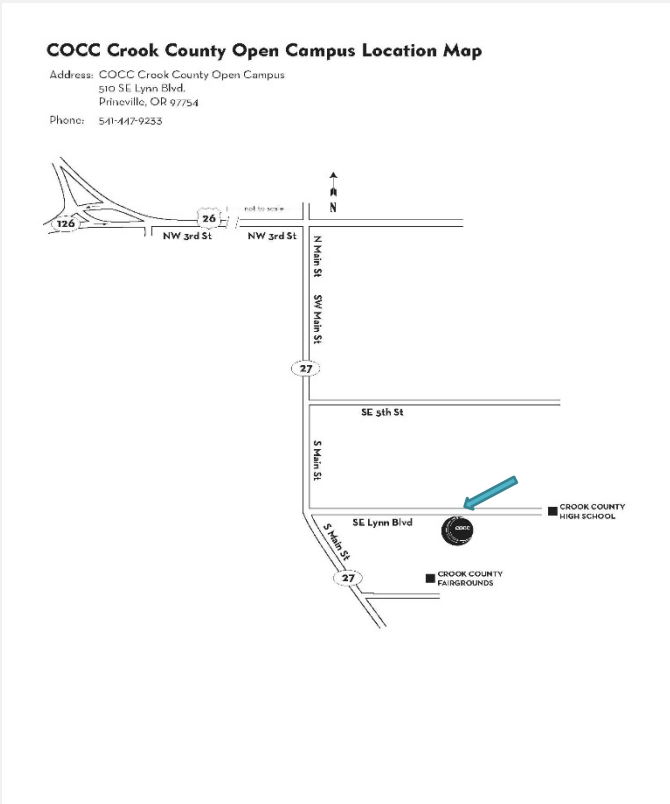 COCC Crook County Open Campus Location Map
Address: COCC Crook County Open Campus
510 SE Lynn Blvd.
Prineville, OR 97754
Phone: 541-447-9233
126
26
not to scale
N
NW 3rd St
NW 3rd St
N Main St
SW Main St
27
SE 5th St
S Main St
SE Lynn Blvd
COCC
CROOK COUNTY
HIGH SCHOOL
S Main St
27
CROOK COUNTY
FAIRGROUNDS